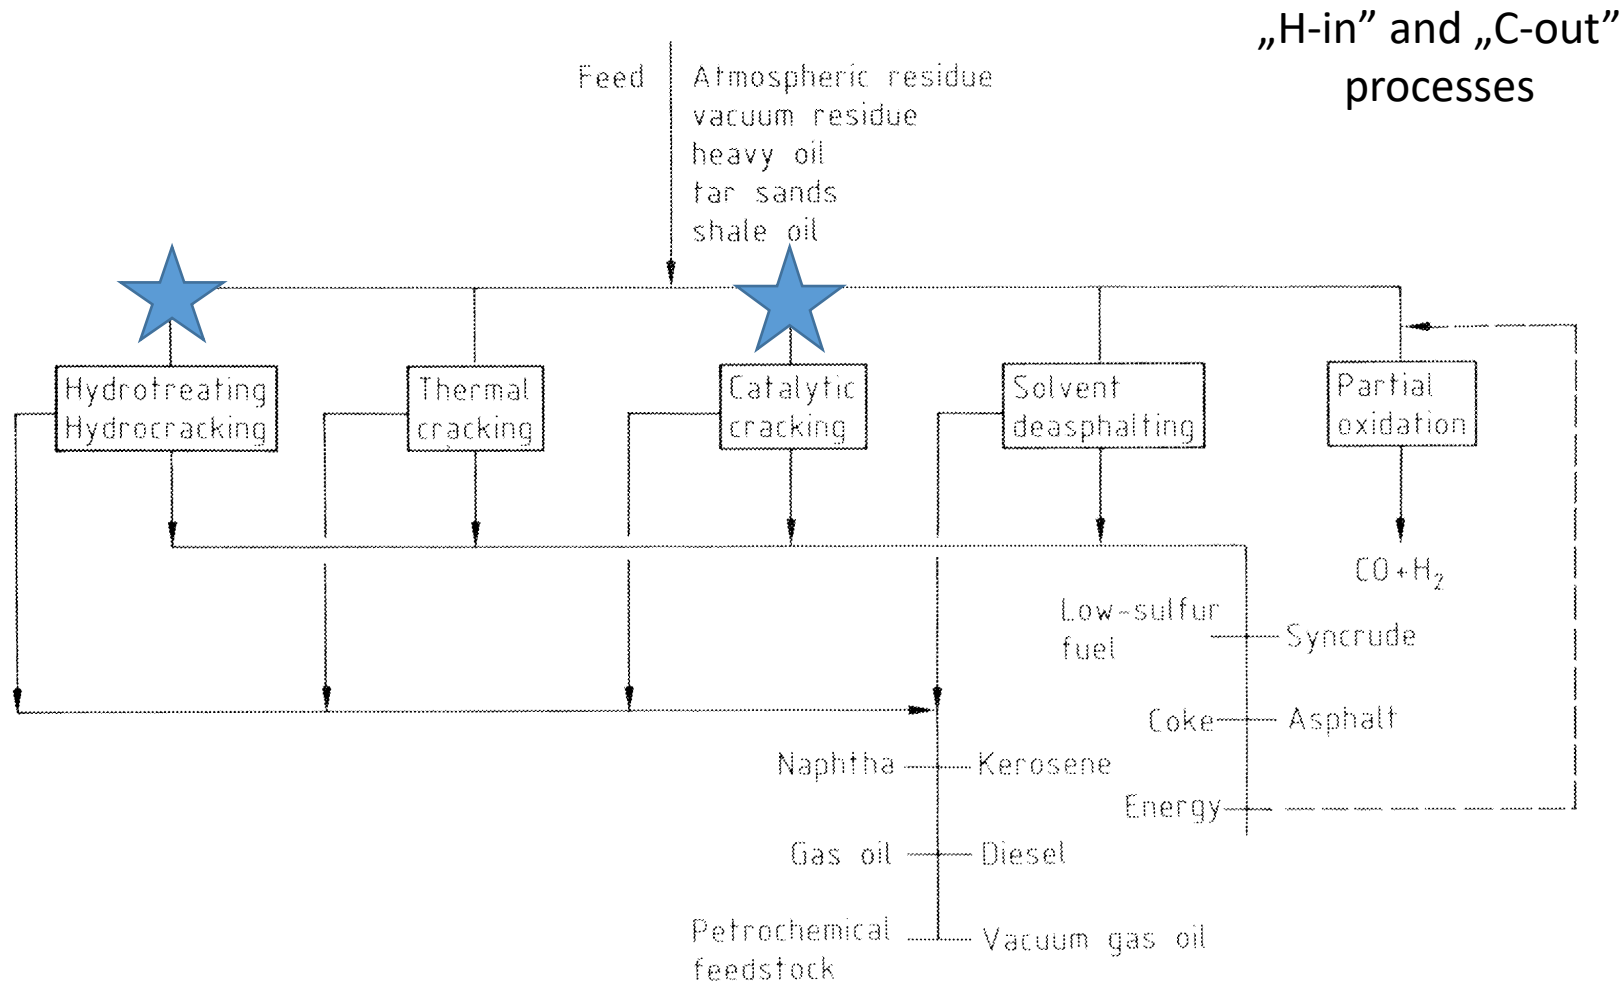 „H-in” and „C-out”
processes
Feed
Atmospheric residue
vacuum residue
heavy oil
tar sands
shale oil
Hydrotreating
Hydrocracking
Thermal
cracking
Catalytic
cracking
Solvent
deasphalting
Partial
oxidation
CO+H₂
Low-sulfur
fuel
Syncrude
Coke
Asphalt
Naphtha
Kerosene
Energy
Gas oil
Diesel
Petrochemical
feedstock
Vacuum gas oil